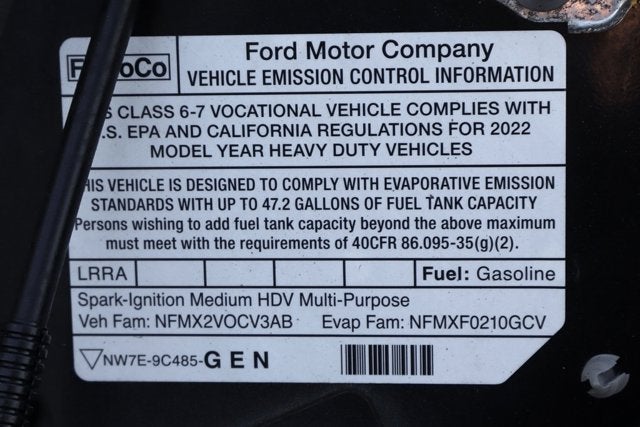 Ford Motor Company
VEHICLE EMISSION CONTROL INFORMATION
CLASS 6-7 VOCATIONAL VEHICLE COMPLIES WITH
.S. EPA AND CALIFORNIA REGULATIONS FOR 2022
MODEL YEAR HEAVY DUTY VEHICLES
HIS VEHICLE IS DESIGNED TO COMPLY WITH EVAPORATIVE EMISSION
STANDARDS WITH UP TO 47.2 GALLONS OF FUEL TANK CAPACITY
Persons wishing to add fuel tank capacity beyond the above maximum
must meet with the requirements of 40CFR 86.095-35(g)(2).
LRRA Fuel: Gasoline
Spark-Ignition Medium HDV Multi-Purpose
Veh Fam: NFMX2VOCV3AB Evap Fam: NFMXF0210GCV
NW7E-9C485-GEN